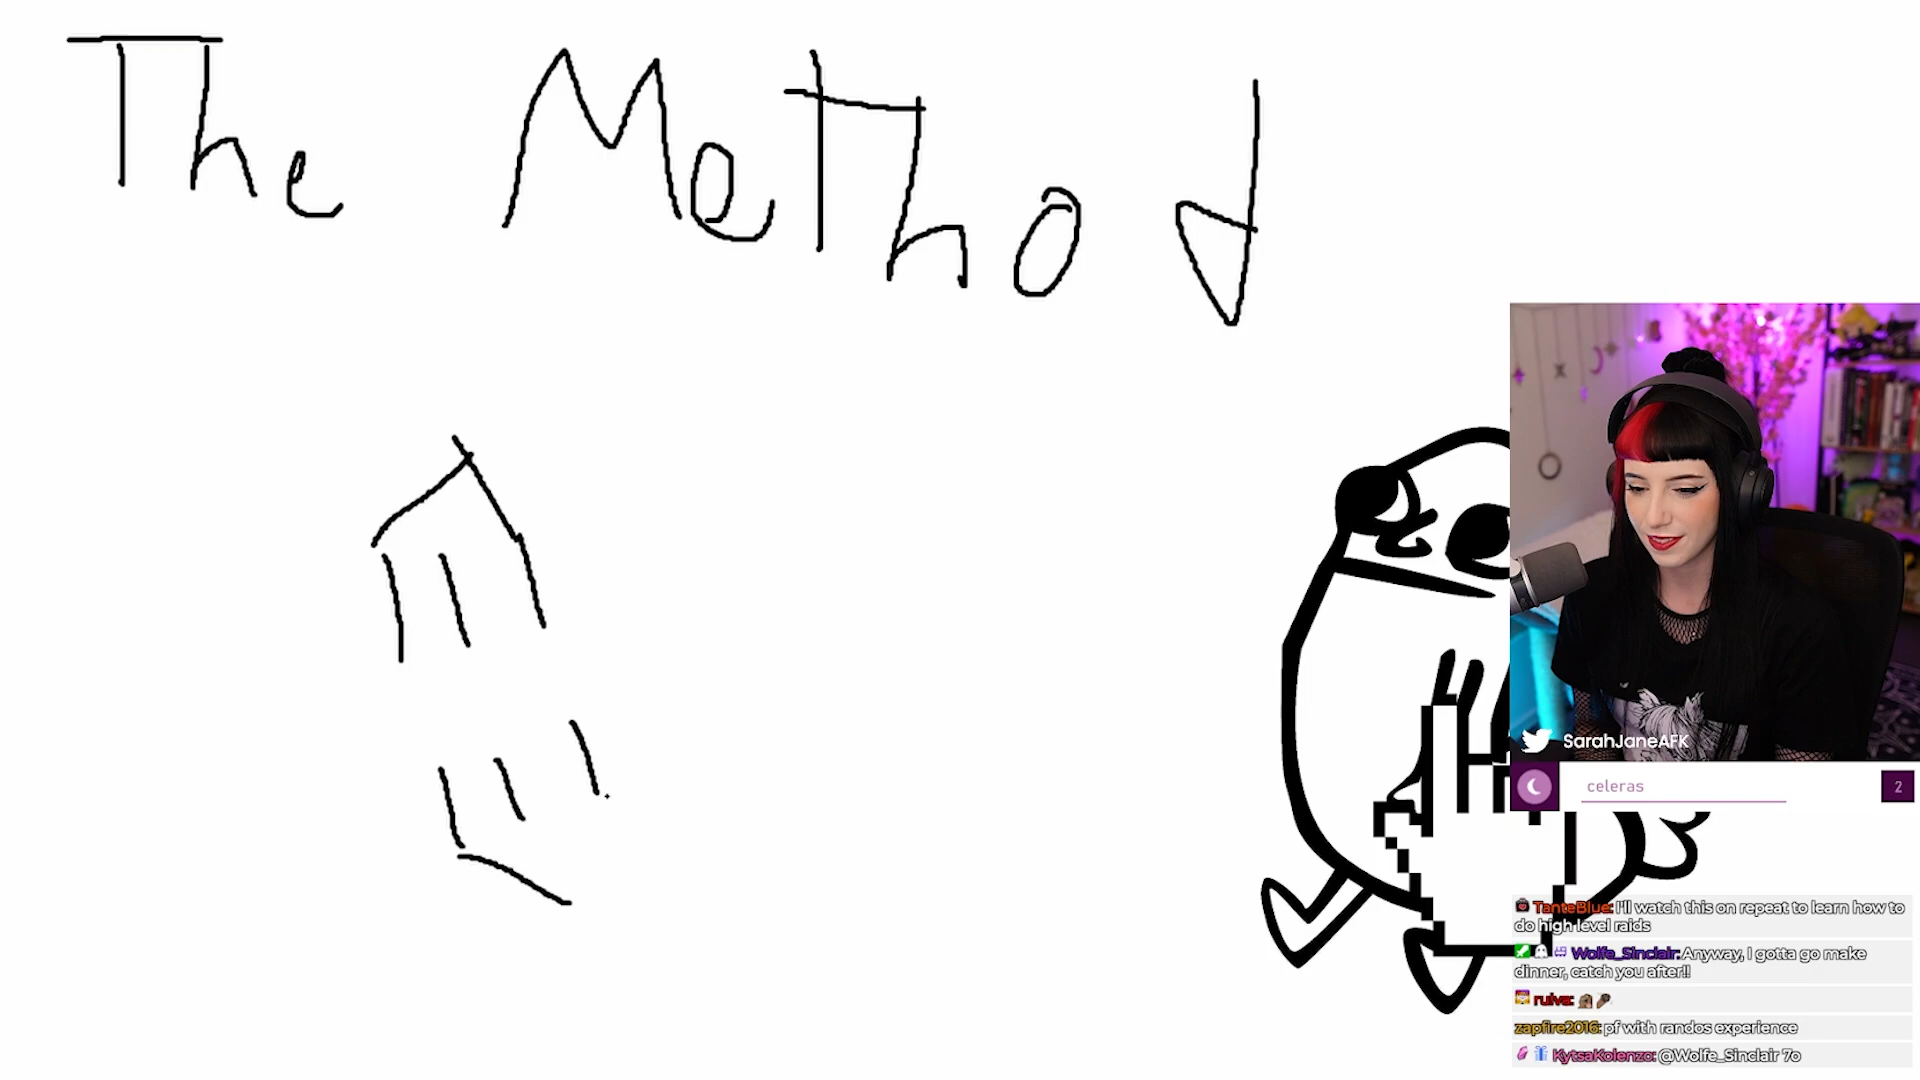 The Method
SarahJaneAFK
celeras
2
TanteBlue: I'll watch this on repeat to learn how to
do high level raids
Wolfe_Sinclair: Anyway, I gotta go make
dinner, catch you after!!
ruiva:
zapfire2016: pf with randos experience
KytsaKolenzo: @Wolfe_Sinclair 7o